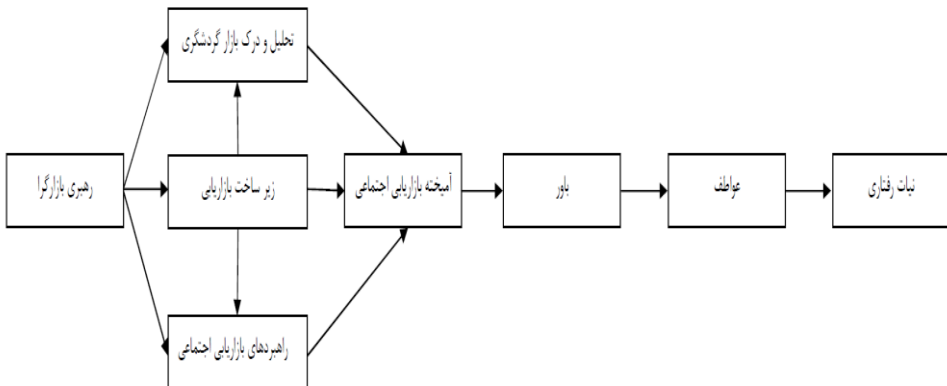 تحلیل و درک بازار گردشگری
رهبری بازارگرا
زیر ساخت بازاریابی
آمیخته بازاریابی اجتماعی
باور
عواطف
نیات رفتاری
راهبردهای بازاریابی اجتماعی